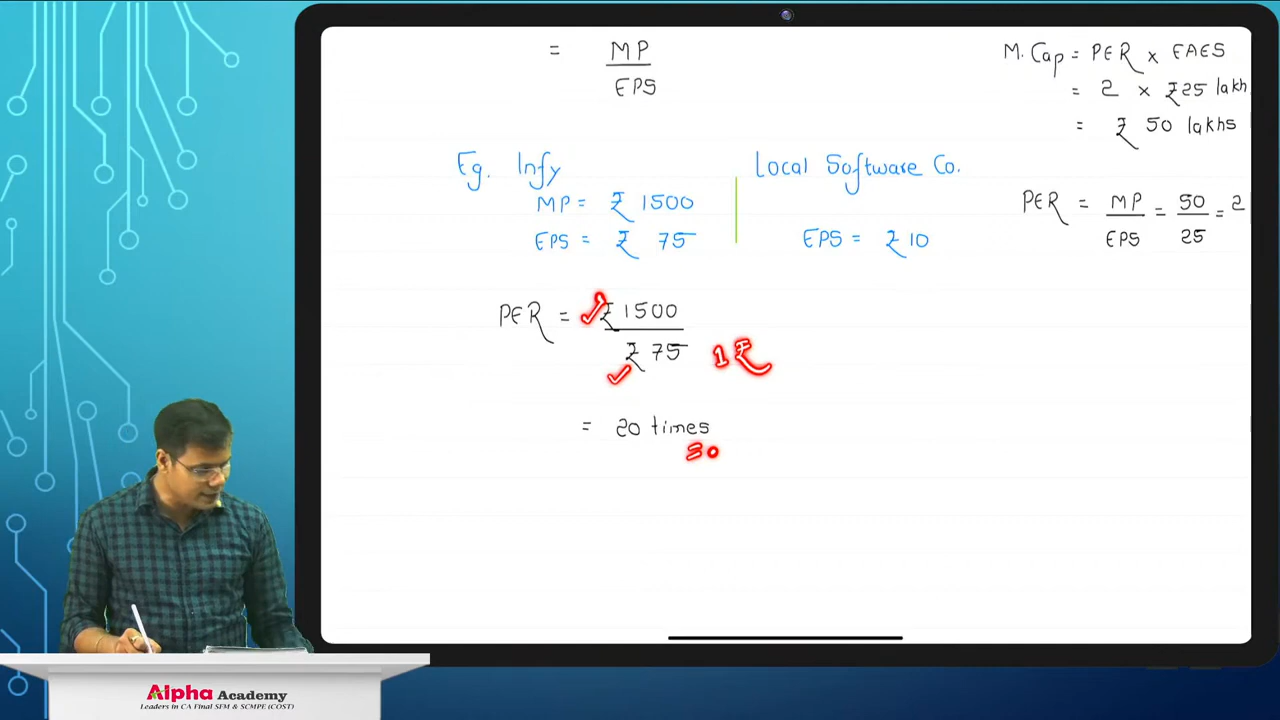 = MP
EPS
Eg. Infy
MP = ₹ 1500
EPS = ₹ 75
Local Software Co.
EPS = ₹ 10
PER = ₹ 1500
₹ 75
1 ₹
= 20 times
M. Cap = PER x EAES
= 2 x ₹25 lakh
= ₹ 50 lakhs
PER = MP = 50 = 2
EPS 25
Alpha Academy
Leaders in CA Final SFM & SCMPE (COST)